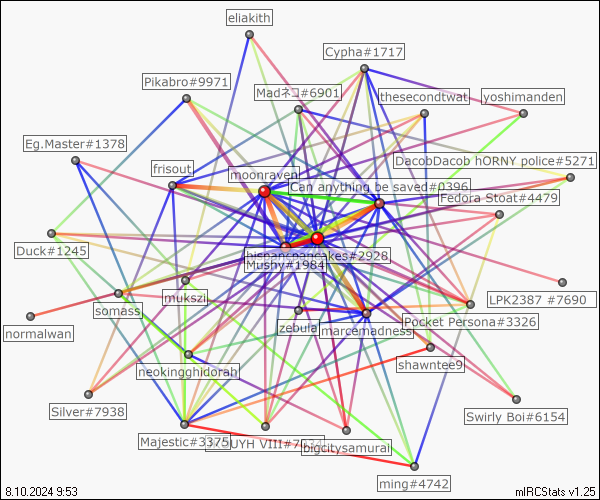 eliakith
Cypha#1717
Pikabro#9971
Madネコ#6901
thesecondtwat
yoshimanden
Eg.Master#1378
frisout
moonraven
DacobDacob hORNY police#5271
Can anything be saved#0396
Fedora Stoat#4479
Duck#1245
hispanicpancakes#2928
Mushy#1984
mukszi
LPK2387 #7690
somass
normalwan
zebula
marcemadness
Pocket Persona#3326
shawntee9
neokingghidorah
Silver#7938
Swirly Boi#6154
Majestic#3375
UYH VIII#7
bigcitysamurai
ming#4742
8.10.2024 9:53
mIRCStats v1.25